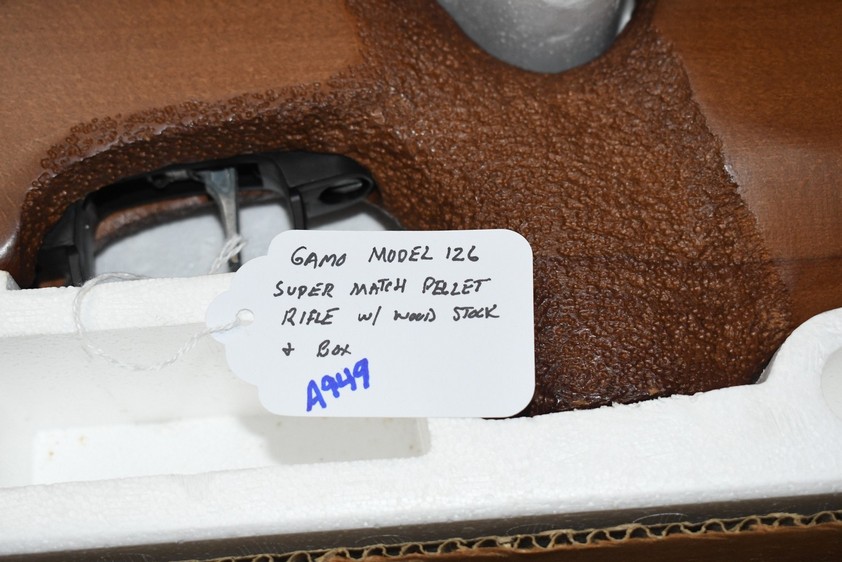 GAMO MODEL 126
SUPER MATCH PELLET
RIFLE W/ WOOD STOCK
+ BOX
A949